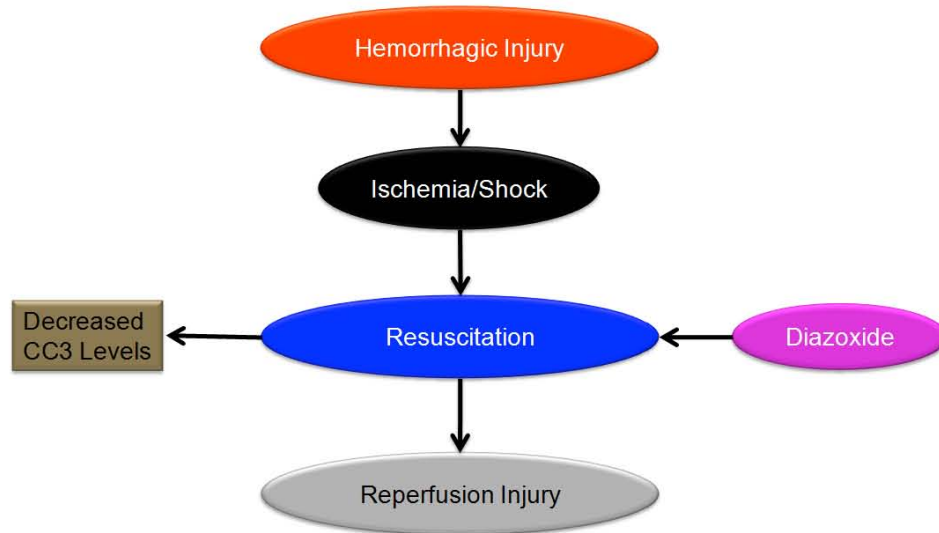 Hemorrhagic Injury
Ischemia/Shock
Decreased
CC3 Levels
Resuscitation
Diazoxide
Reperfusion Injury